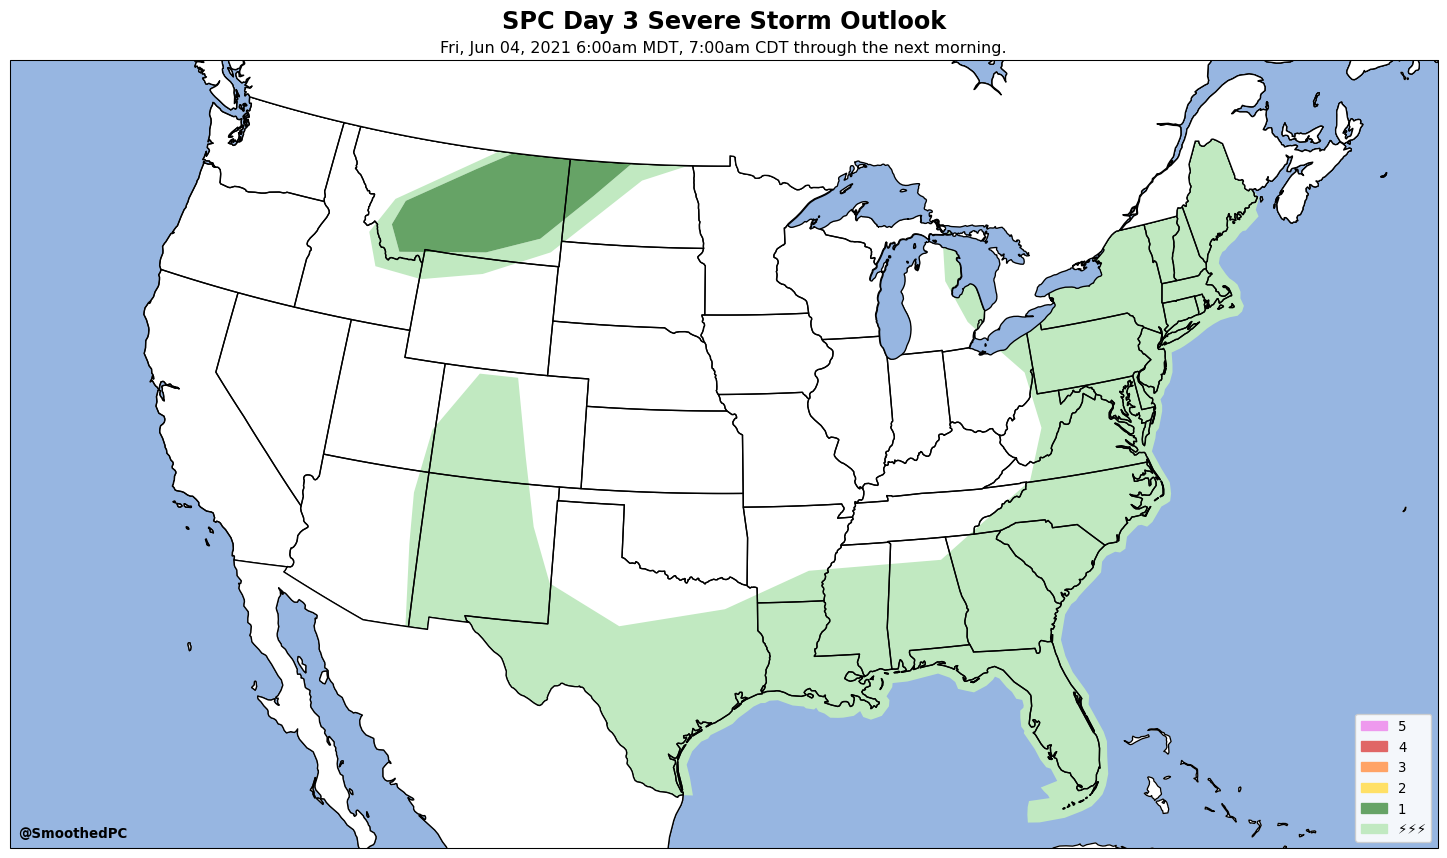 SPC Day 3 Severe Storm Outlook
Fri, Jun 04, 2021 6:00am MDT, 7:00am CDT through the next morning.
5
4
3
2
1
⚡⚡⚡
@SmoothedPC